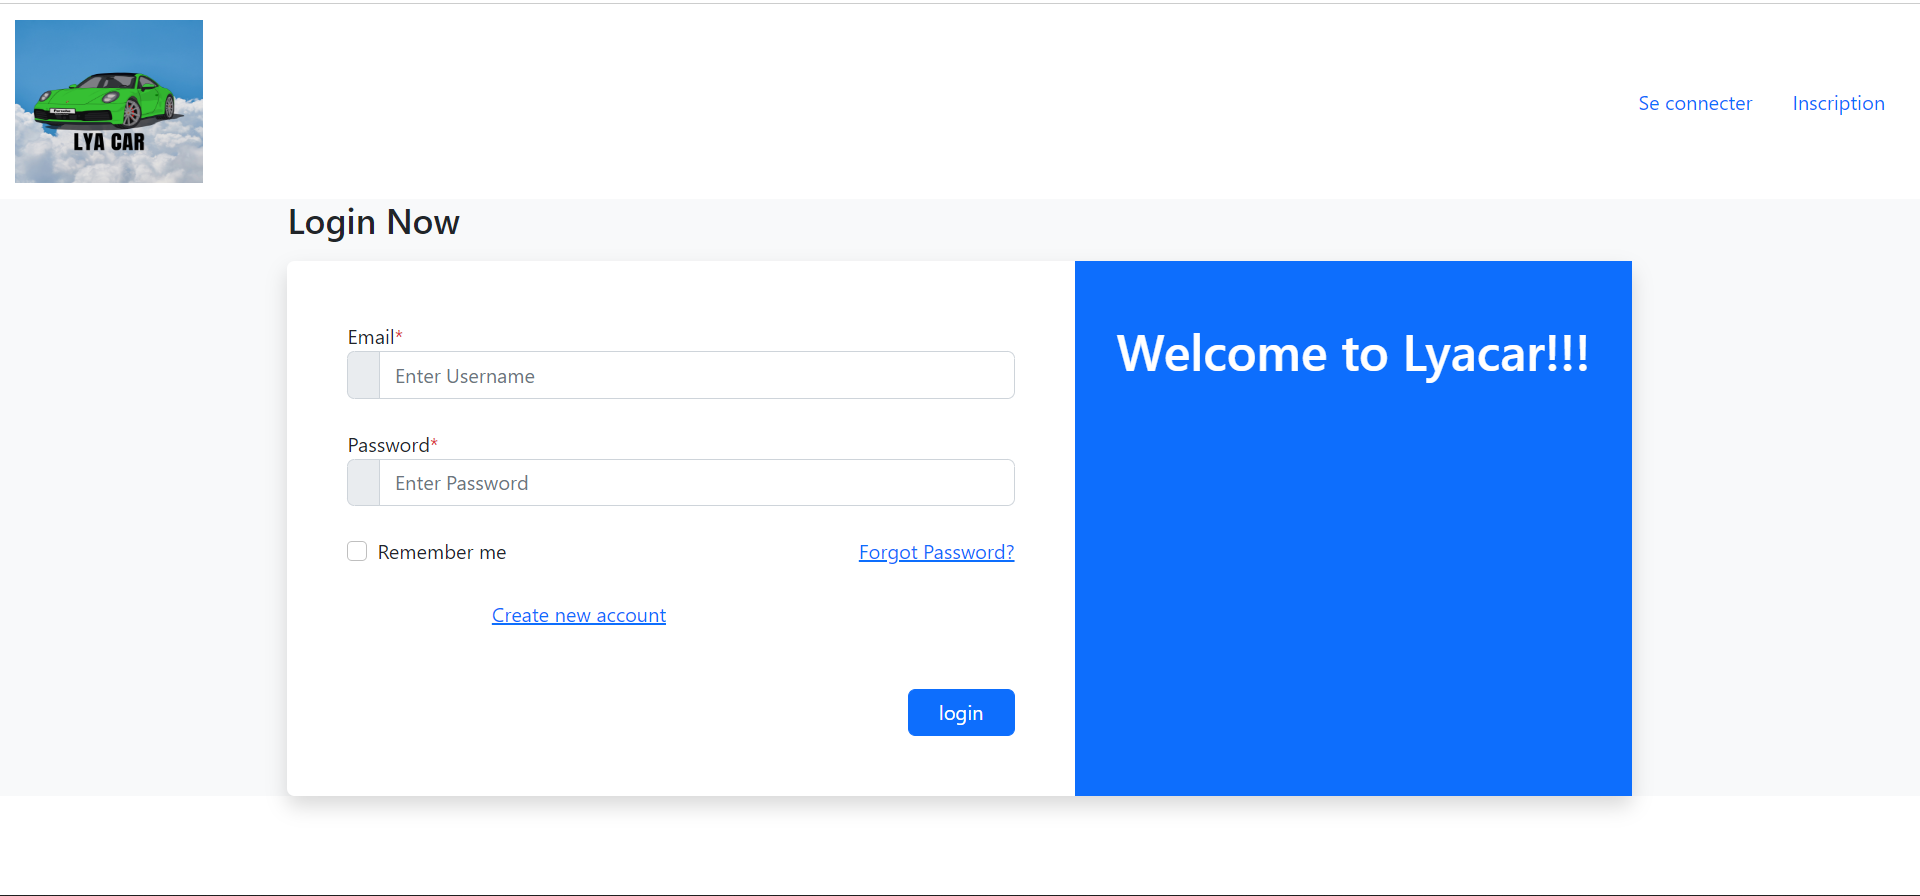 LYA CAR
Se connecter
Inscription
Login Now
Email*
Enter Username
Password*
Enter Password
Remember me
Forgot Password?
Create new account
login
Welcome to Lyacar!!!